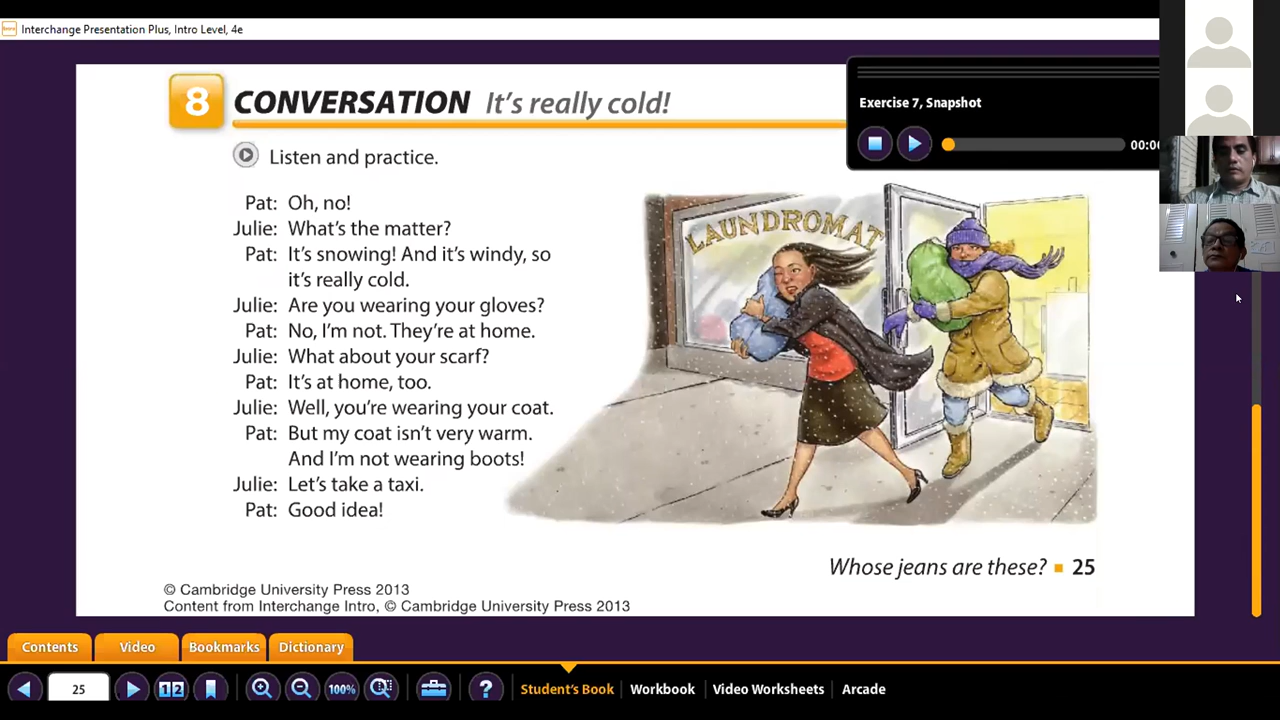 Interchange Presentation Plus, Intro Level, 4e
8 CONVERSATION It's really cold!
Exercise 7, Snapshot
Listen and practice.
Pat: Oh, no!
Julie: What's the matter?
Pat: It's snowing! And it's windy, so
it's really cold.
Julie: Are you wearing your gloves?
Pat: No, I'm not. They're at home.
Julie: What about your scarf?
Pat: It's at home, too.
Julie: Well, you're wearing your coat.
Pat: But my coat isn't very warm.
And I'm not wearing boots!
Julie: Let's take a taxi.
Pat: Good idea!
LAUNDROMAT
Whose jeans are these? ■ 25
© Cambridge University Press 2013
Content from Interchange Intro, © Cambridge University Press 2013
Contents Video Bookmarks Dictionary
25 12 100% ? Student's Book Workbook Video Worksheets Arcade